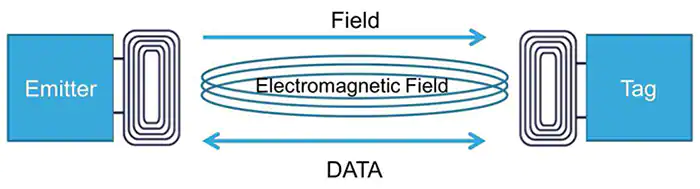 Field
Emitter
Electromagnetic Field
Tag
DATA